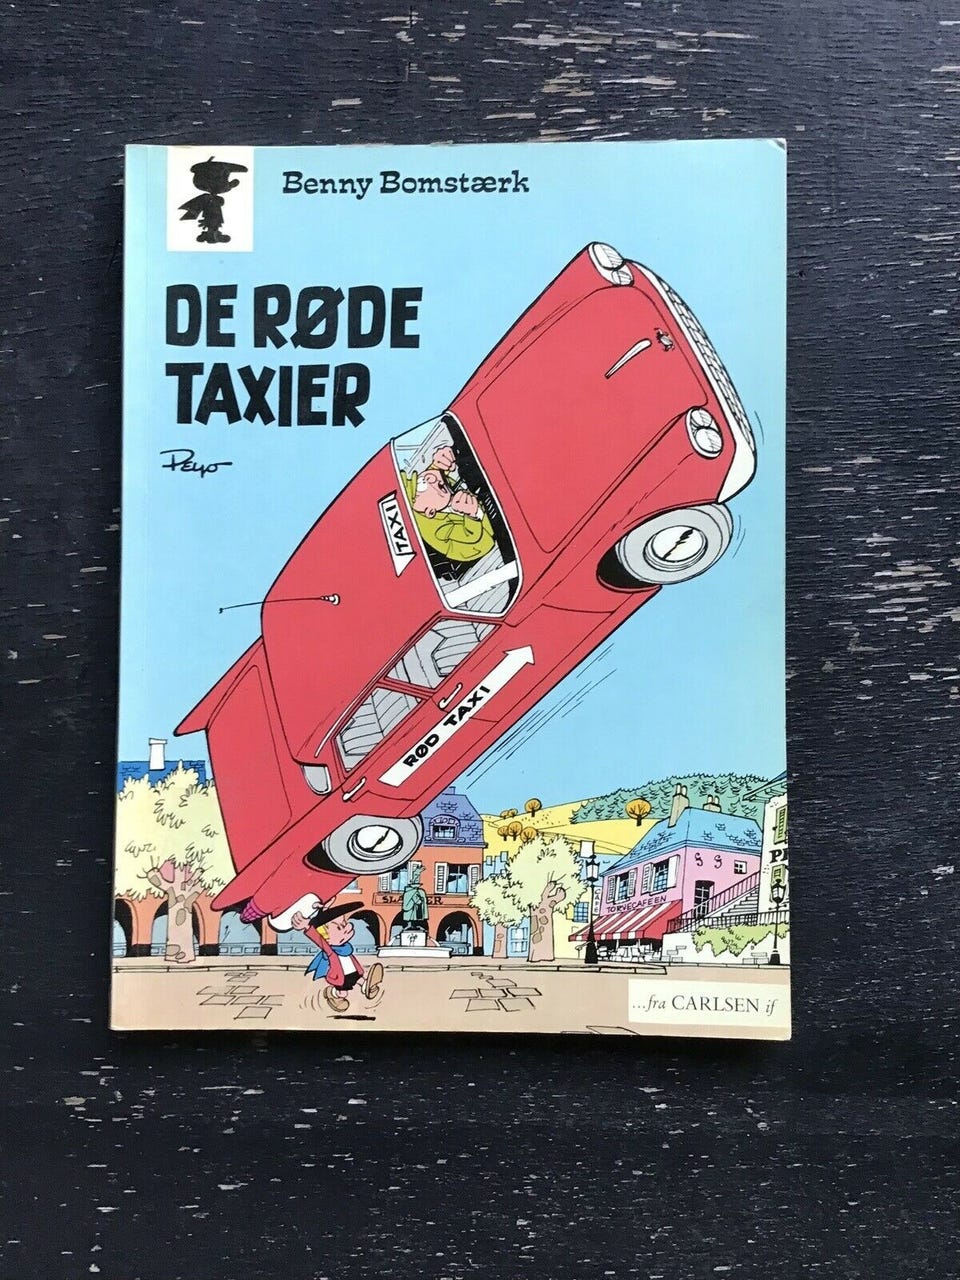 Benny Bomstærk
DE RØDE
TAXIER
Peyo
TAXI
RØD TAXI
TORVECAFEEN
...fra CARLSEN if